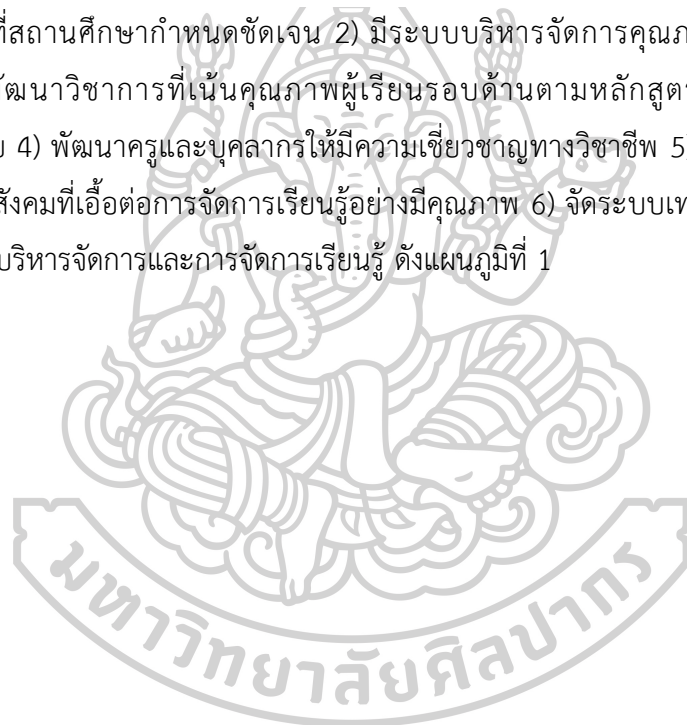 ที่สถานศึกษากำหนดชัดเจน 2) มีระบบบริหารจัดการคุณภ
ัฒนาวิชาการที่เน้นคุณภาพผู้เรียนรอบด้านตามหลักสูต
4) พัฒนาครูและบุคลากรให้มีความเชี่ยวชาญทางวิชาชีพ 5
สังคมที่เอื้อต่อการจัดการเรียนรู้อย่างมีคุณภาพ 6) จัดระบบเท
บริหารจัดการและการจัดการเรียนรู้ ดังแผนภูมิที่ 1
มหาวิทยาลัยศิลปากร